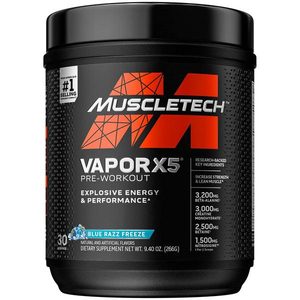 #1
SELLING
MUSCLETECH™
VAPORX5®
PRE-WORKOUT
EXPLOSIVE ENERGY
& PERFORMANCE^
BLUE RAZZ FREEZE
NATURAL AND ARTIFICIAL FLAVORS
DIETARY SUPPLEMENT NET WT. 9.40 OZ. (266G)
30
RESEARCH-BACKED
KEY INGREDIENTS
INCREASE STRENGTH
& LEAN MUSCLE
3,200mg
BETA-ALANINE
3,000mg
CREATINE
MONOHYDRATE
2,500mg
BETAINE
1,500mg